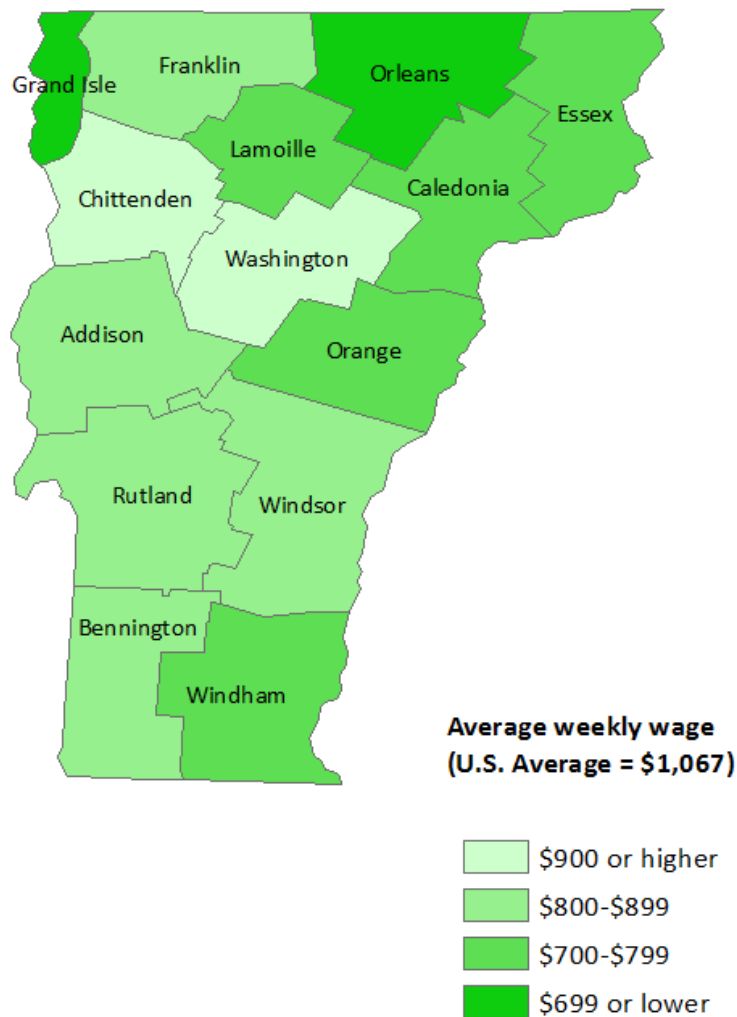 Franklin
Orleans
Grand Isle
Essex
Lamoille
Caledonia
Chittenden
Washington
Addison
Orange
Rutland
Windsor
Bennington
Windham
Average weekly wage
(U.S. Average = $1,067)
$900 or higher
$800-$899
$700-$799
$699 or lower